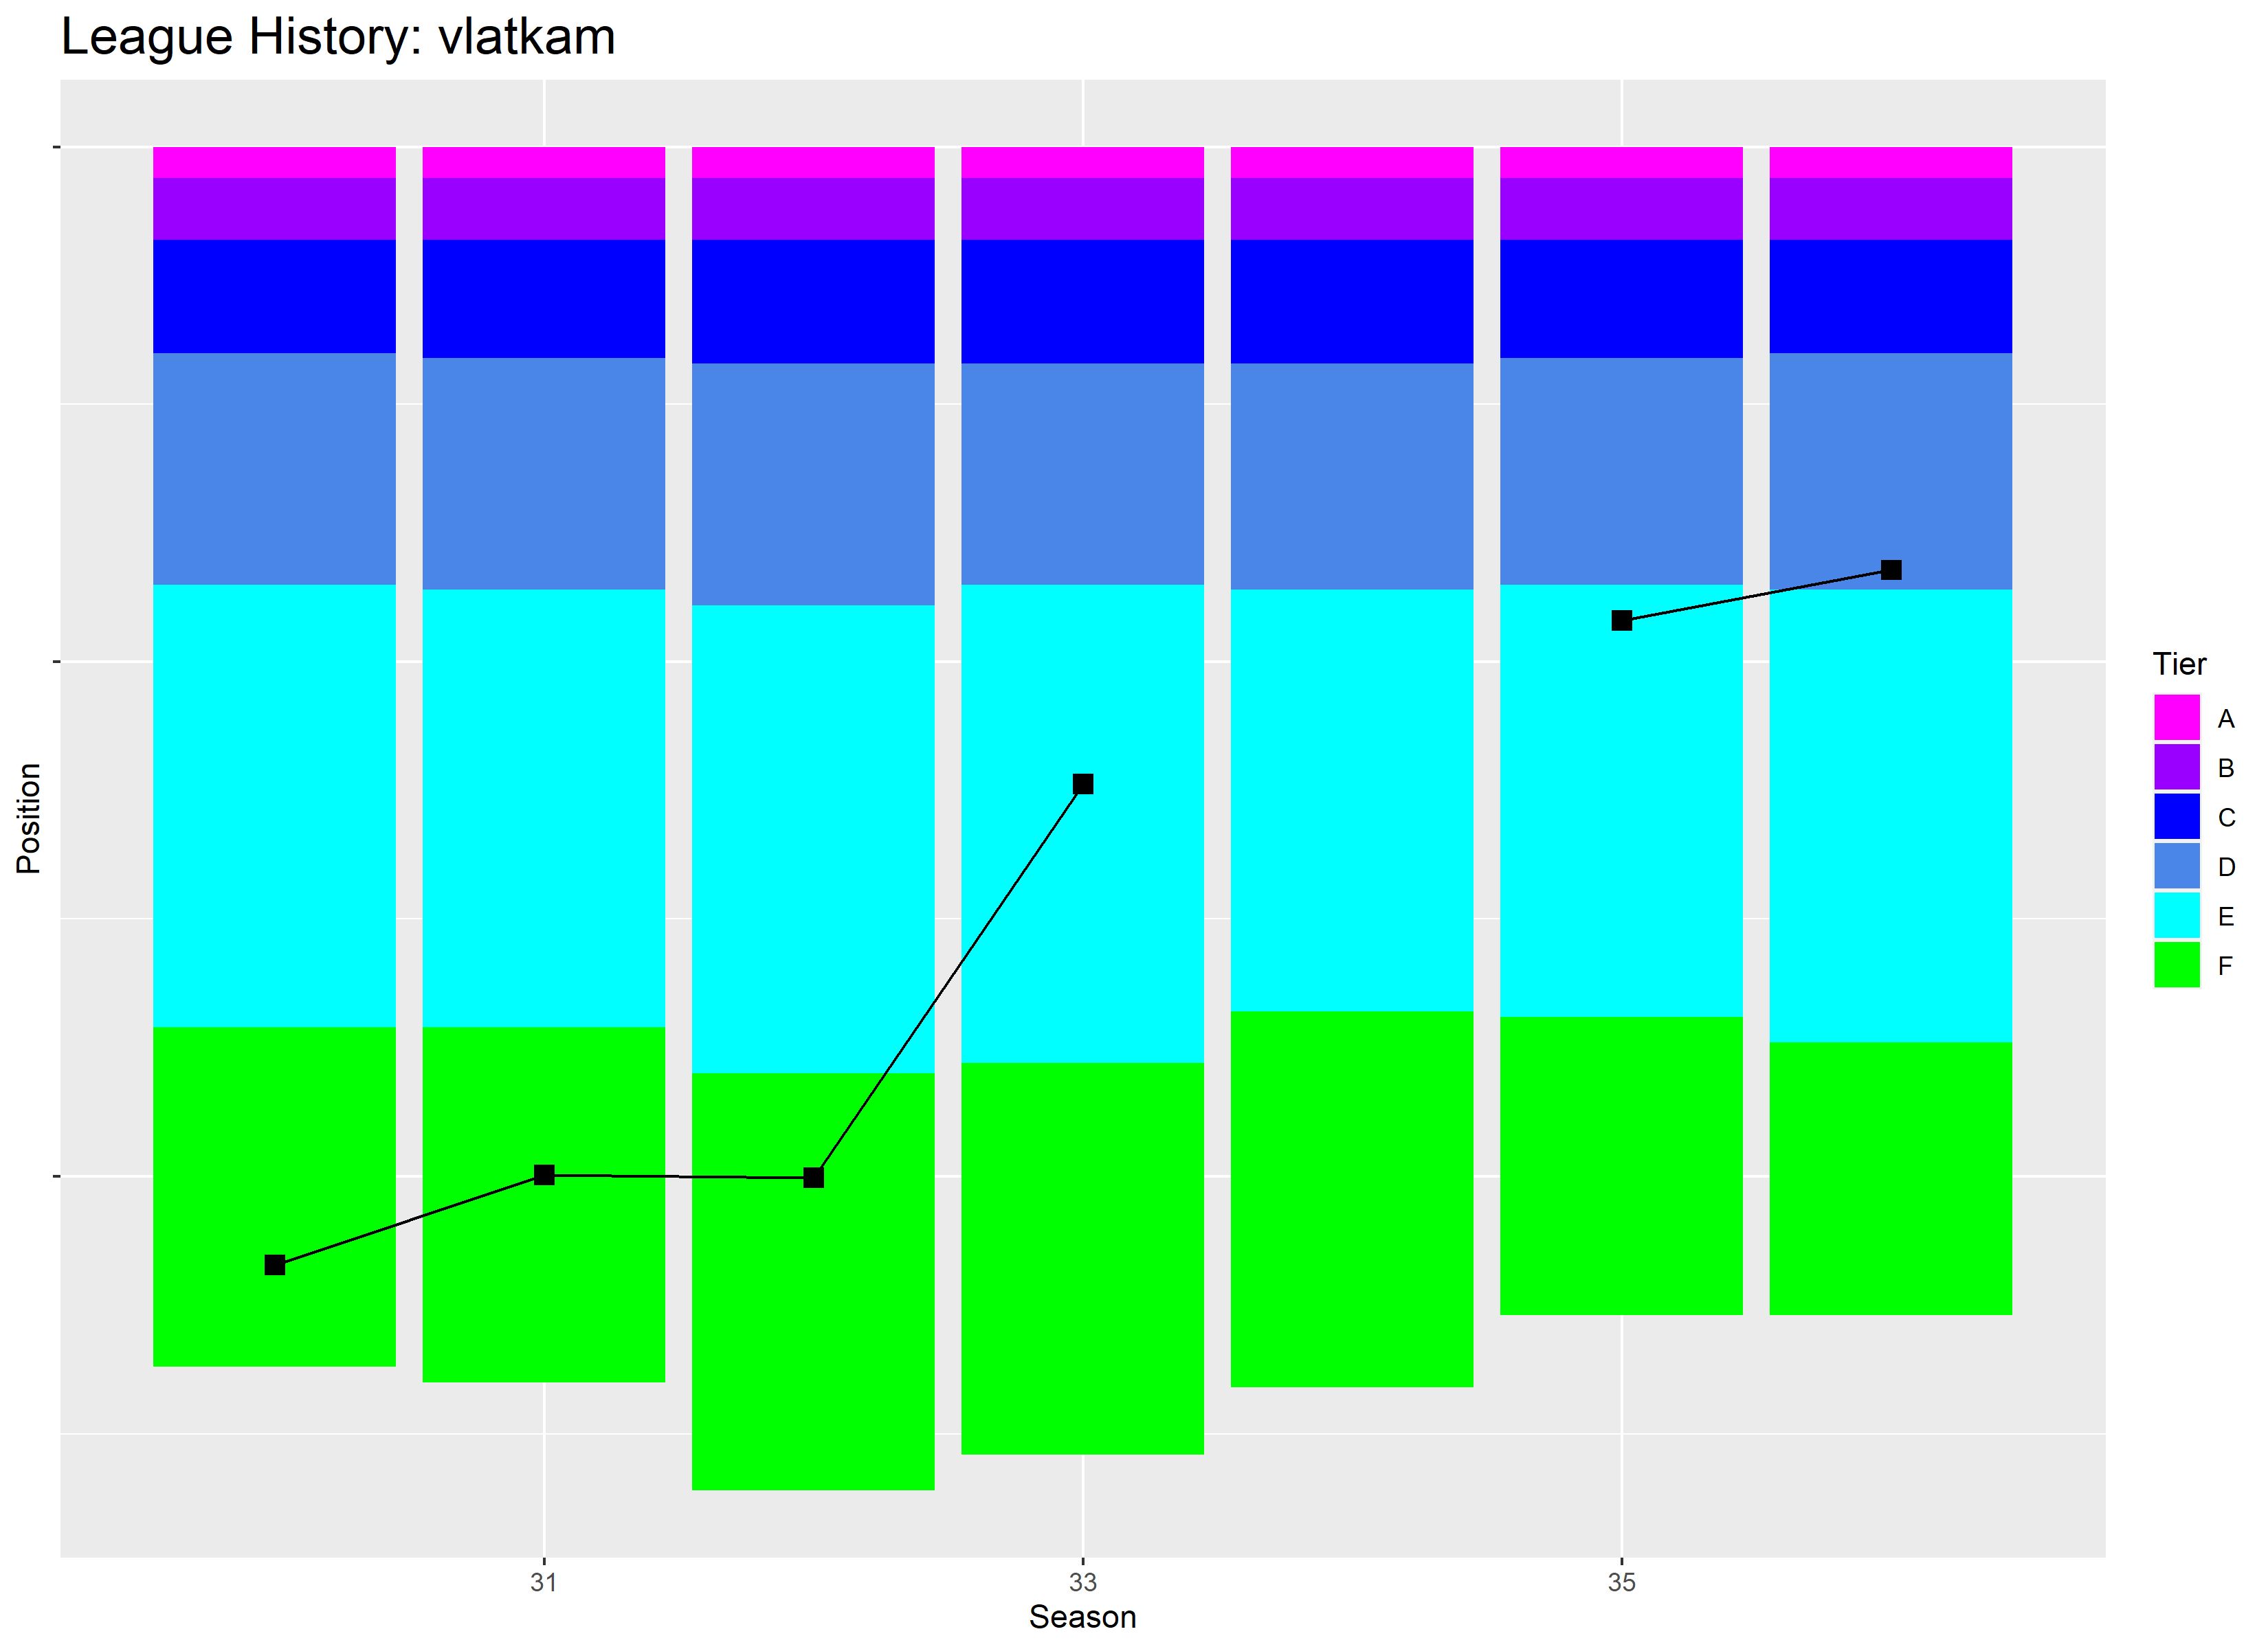 League History: vlatkam
Position
31
33
35
Season
Tier
A
B
C
D
E
F